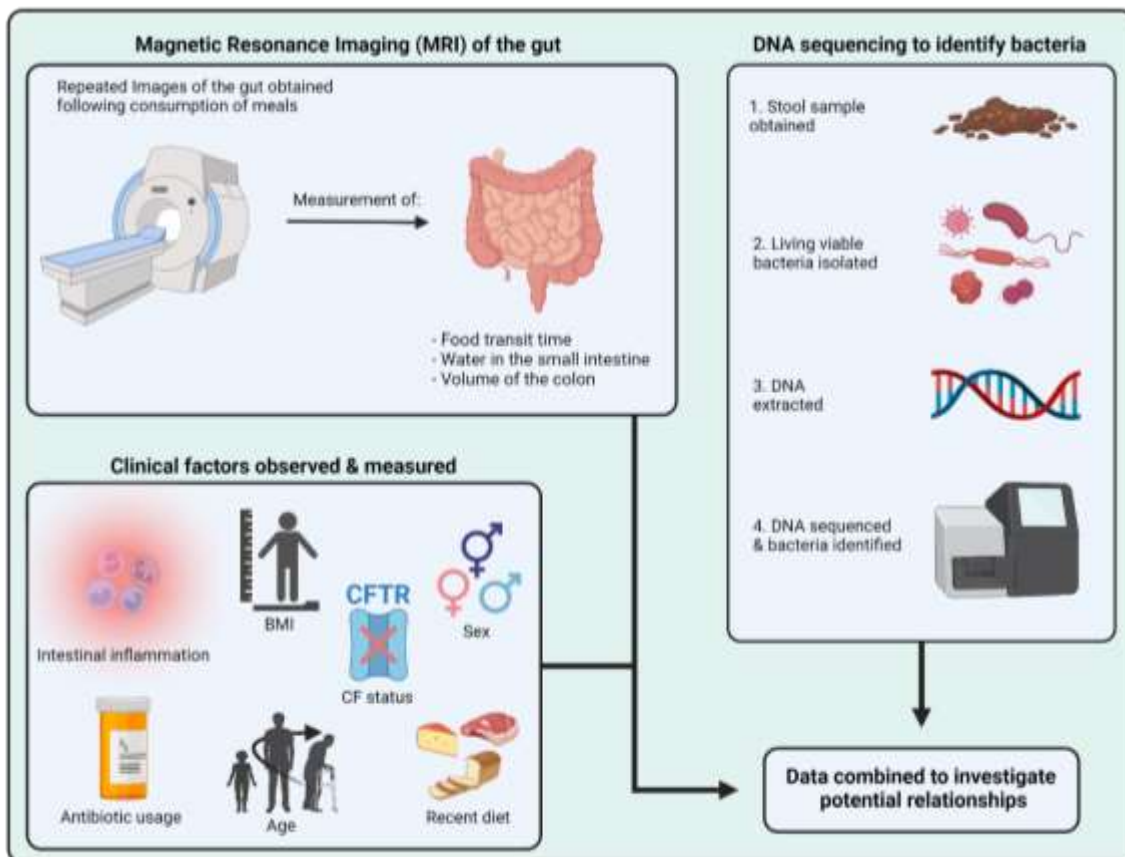 Magnetic Resonance Imaging (MRI) of the gut
Repeated Images of the gut obtained
following consumption of meals
Measurement of:
- Food transit time
- Water in the small intestine
- Volume of the colon
Clinical factors observed & measured
Intestinal inflammation
BMI
CFTR
CF status
Sex
Antibiotic usage
Age
Recent diet
DNA sequencing to identify bacteria
1. Stool sample
obtained
2. Living viable
bacteria isolated
3. DNA
extracted
4. DNA sequenced
& bacteria identified
Data combined to investigate
potential relationships